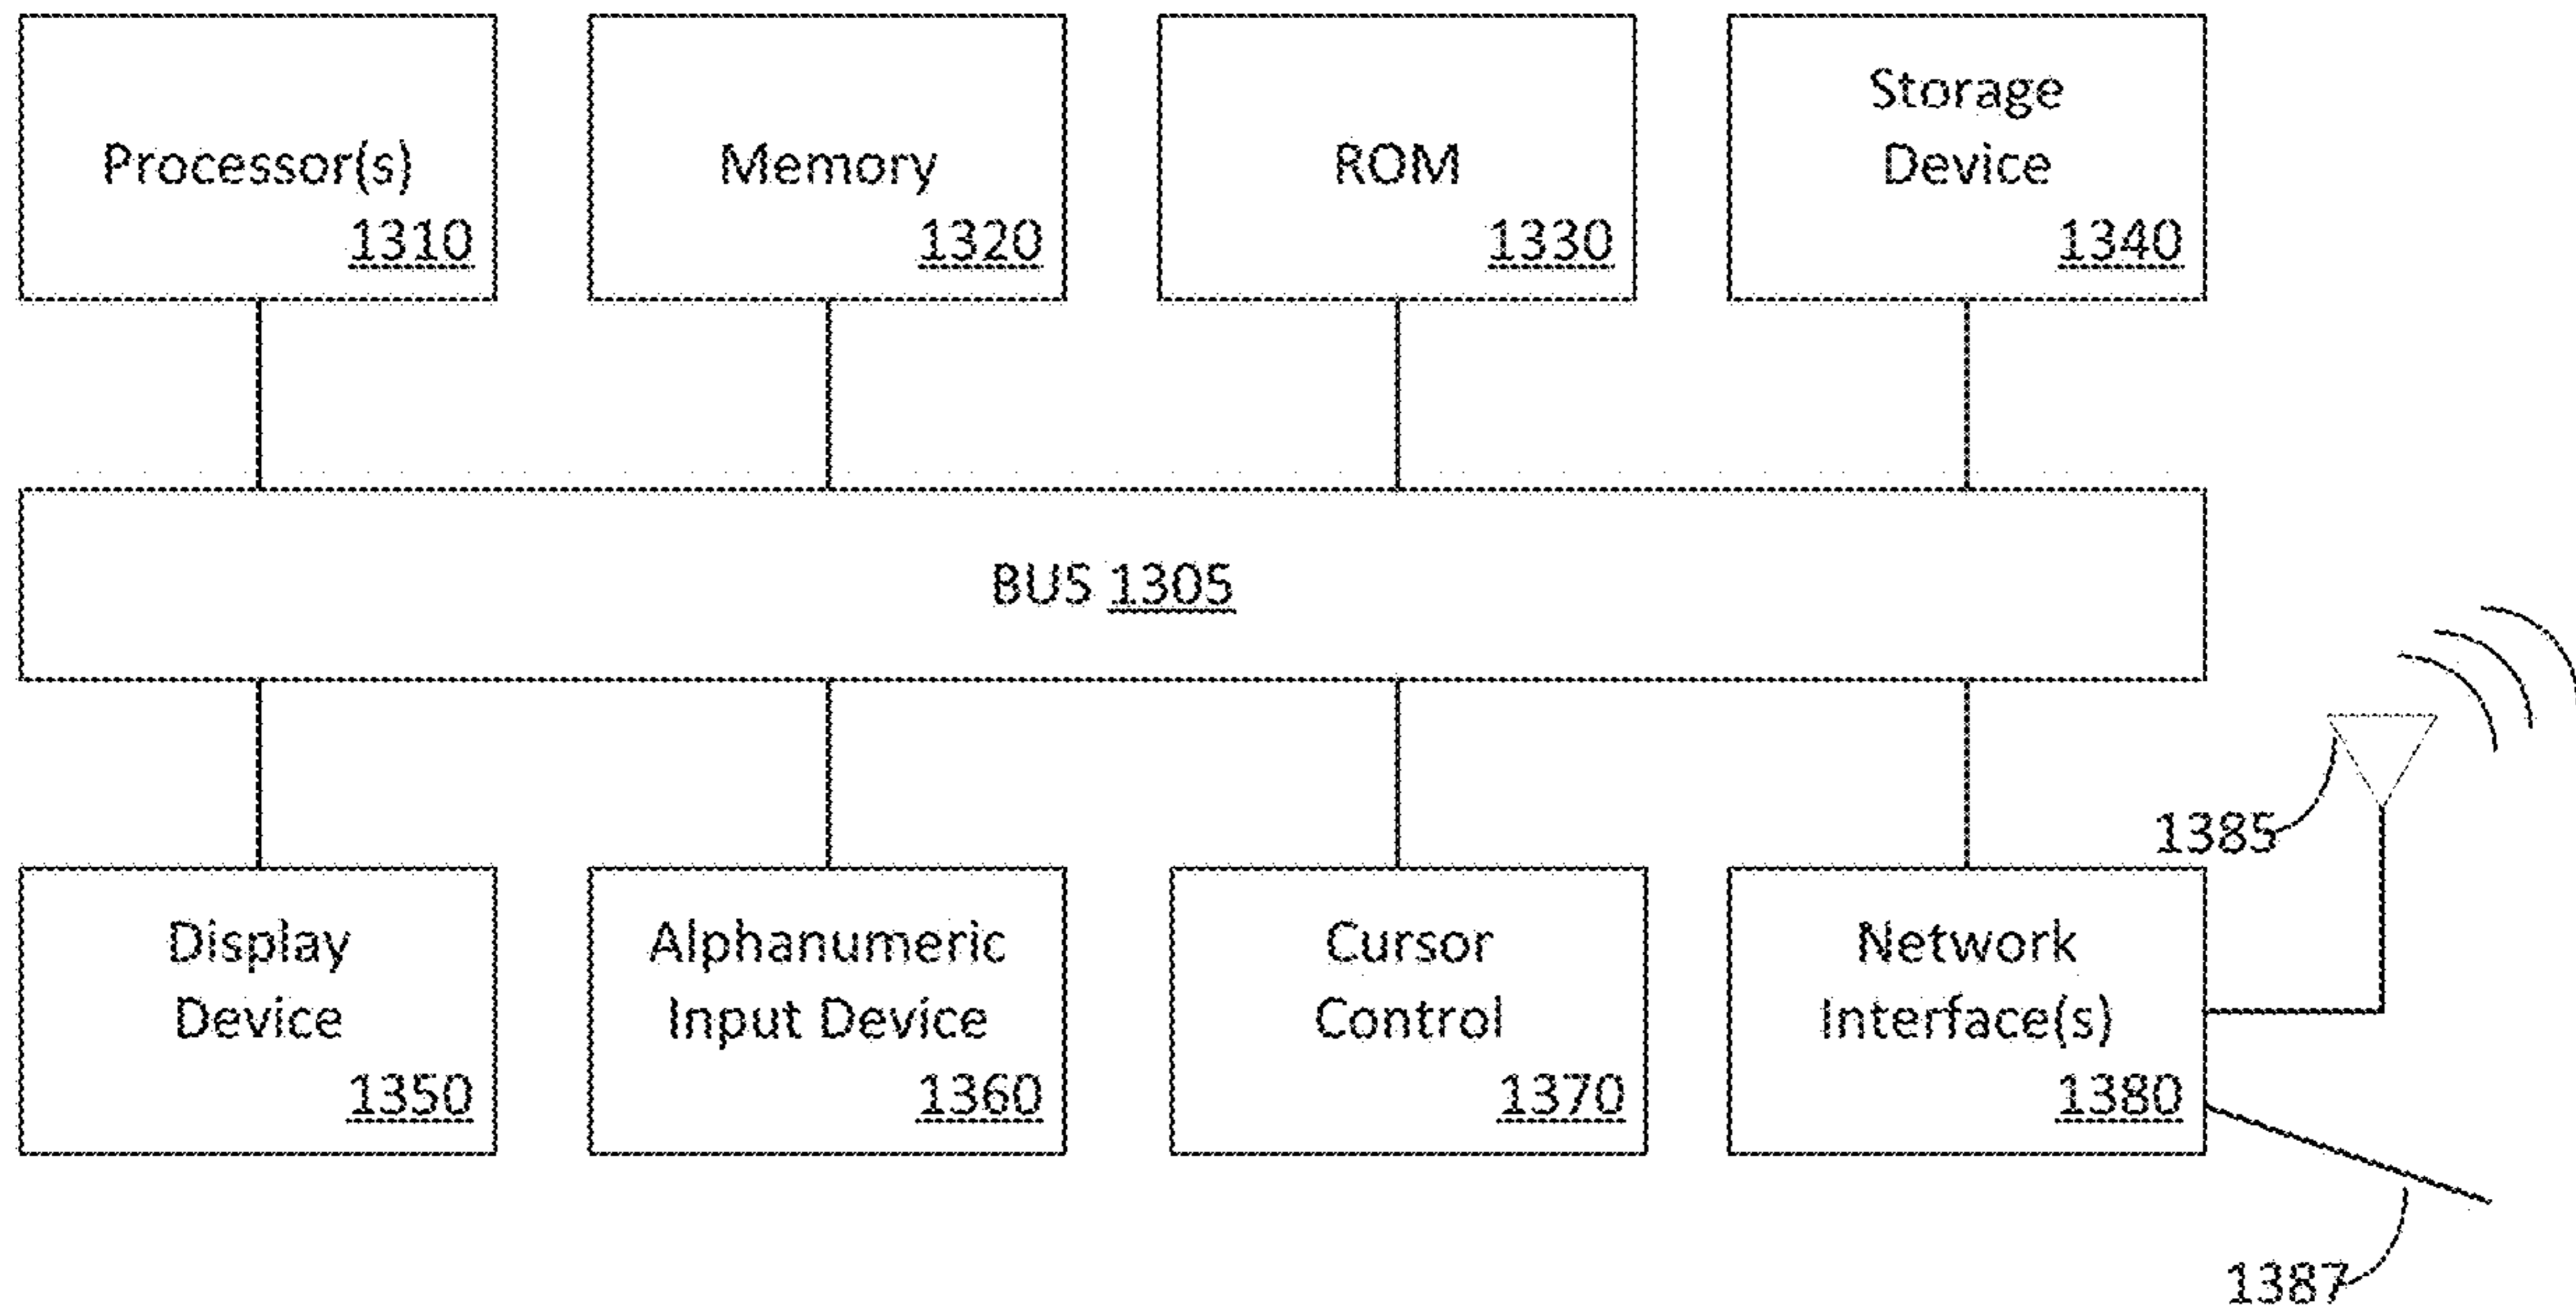 Processor(s)
1310
Memory
1320
ROM
1330
Storage
Device
1340
BUS 1305
1385
Display
Device
1350
Alphanumeric
Input Device
1360
Cursor
Control
1370
Network
Interface(s)
1380
1387